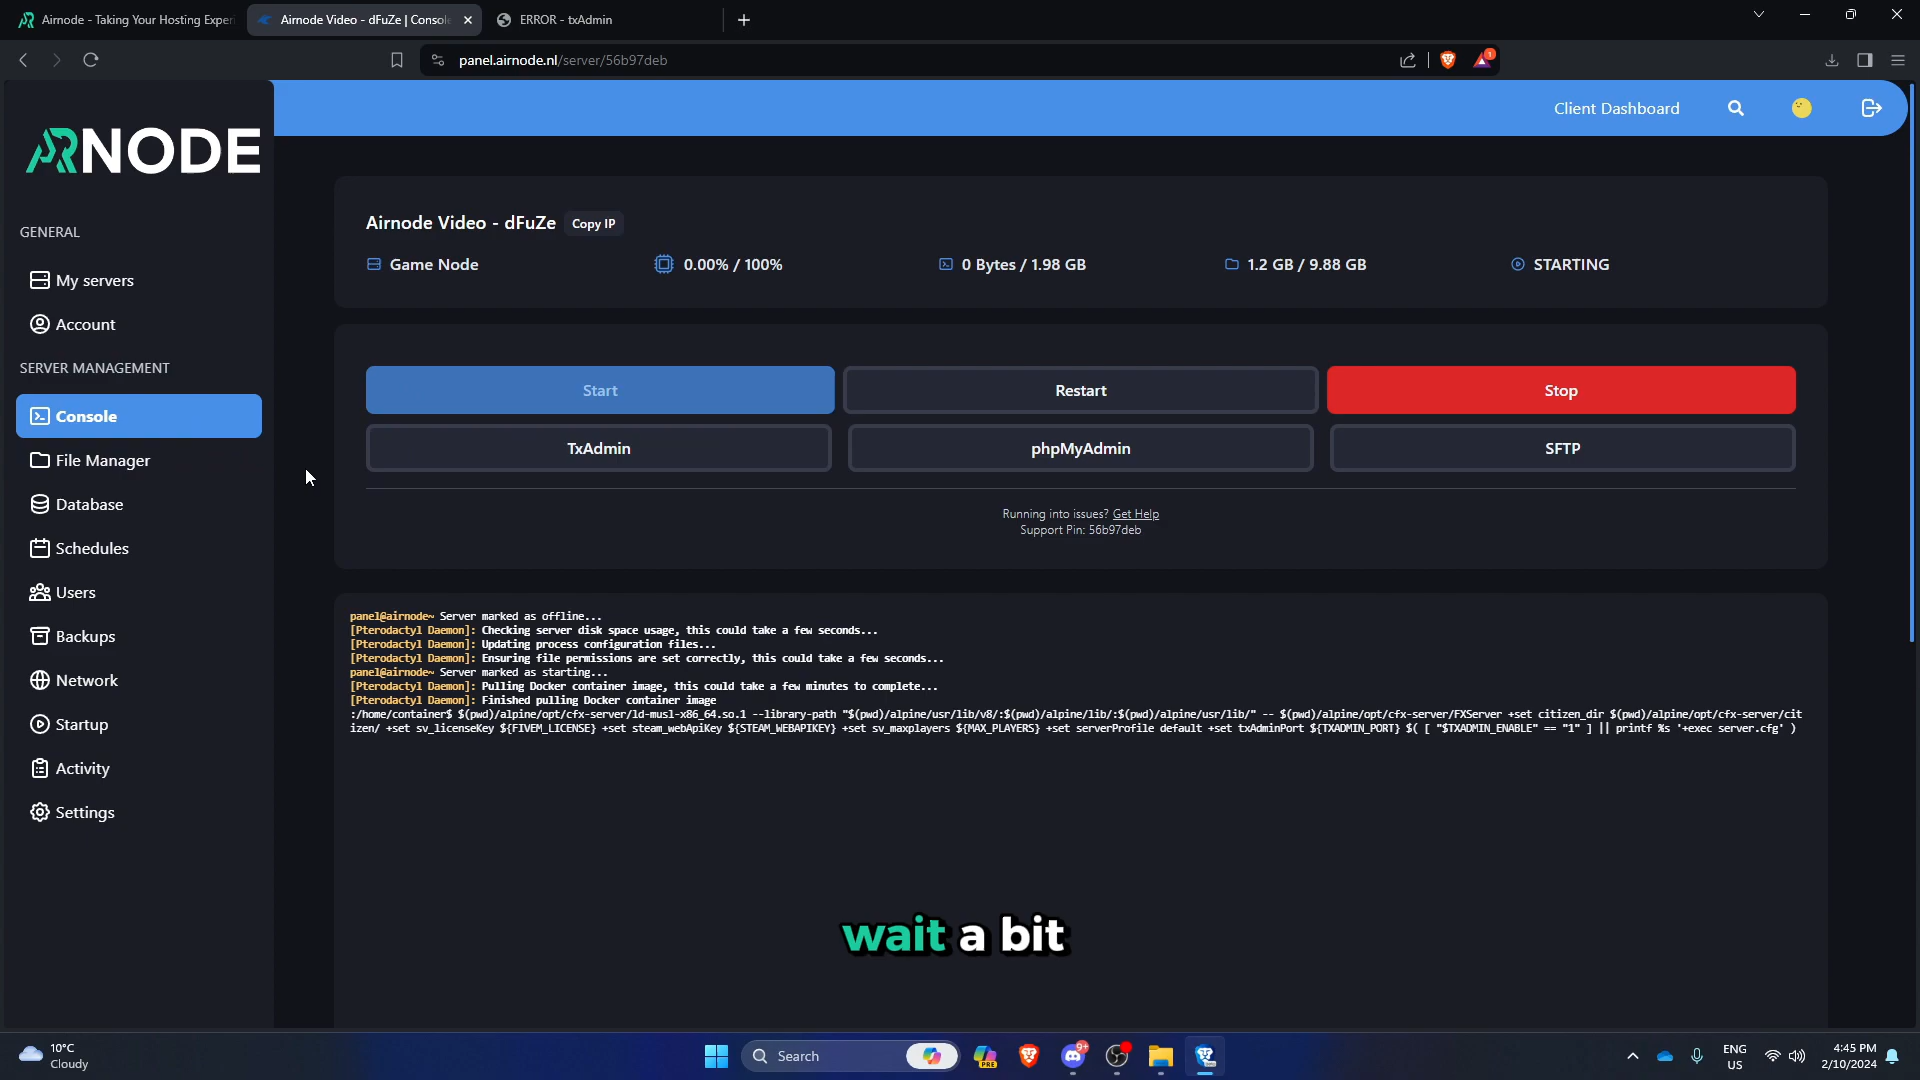 Airnode - Taking Your Hosting Experi
Airnode Video - dFuZe | Console
ERROR - txAdmin
panel.airnode.nl/server/56b97deb
1
ARNODE
Client Dashboard
GENERAL
My servers
Account
SERVER MANAGEMENT
Console
File Manager
Database
Schedules
Users
Backups
Network
Startup
Activity
Settings
Airnode Video - dFuZe
Copy IP
Game Node
0.00% / 100%
0 Bytes / 1.98 GB
1.2 GB / 9.88 GB
STARTING
Start
Restart
Stop
TxAdmin
phpMyAdmin
SFTP
Running into issues? Get Help
Support Pin: 56b97deb
panel@airnode~ Server marked as offline...
[Pterodactyl Daemon]: Checking server disk space usage, this could take a few seconds...
[Pterodactyl Daemon]: Updating process configuration files...
[Pterodactyl Daemon]: Ensuring file permissions are set correctly, this could take a few seconds...
panel@airnode~ Server marked as starting...
[Pterodactyl Daemon]: Pulling Docker container image, this could take a few minutes to complete...
[Pterodactyl Daemon]: Finished pulling Docker container image
:/home/container$ $(pwd)/alpine/opt/cfx-server/ld-musl-x86_64.so.1 --library-path "$(pwd)/alpine/usr/lib/v8/:$(pwd)/alpine/lib/:$(pwd)/alpine/usr/lib/" -- $(pwd)/alpine/opt/cfx-server/FXServer +set citizen_dir $(pwd)/alpine/opt/cfx-server/cit
izen/ +set sv_licenseKey ${FIVEM_LICENSE} +set steam_webApiKey ${STEAM_WEBAPIKEY} +set sv_maxplayers ${MAX_PLAYERS} +set serverProfile default +set txAdminPort ${TXADMIN_PORT} $( [ "$TXADMIN_ENABLE" == "1" ] || printf %s '+exec server.cfg' )
wait a bit
10°C
Cloudy
Search
PRE
9+
ENG
US
4:45 PM
2/10/2024